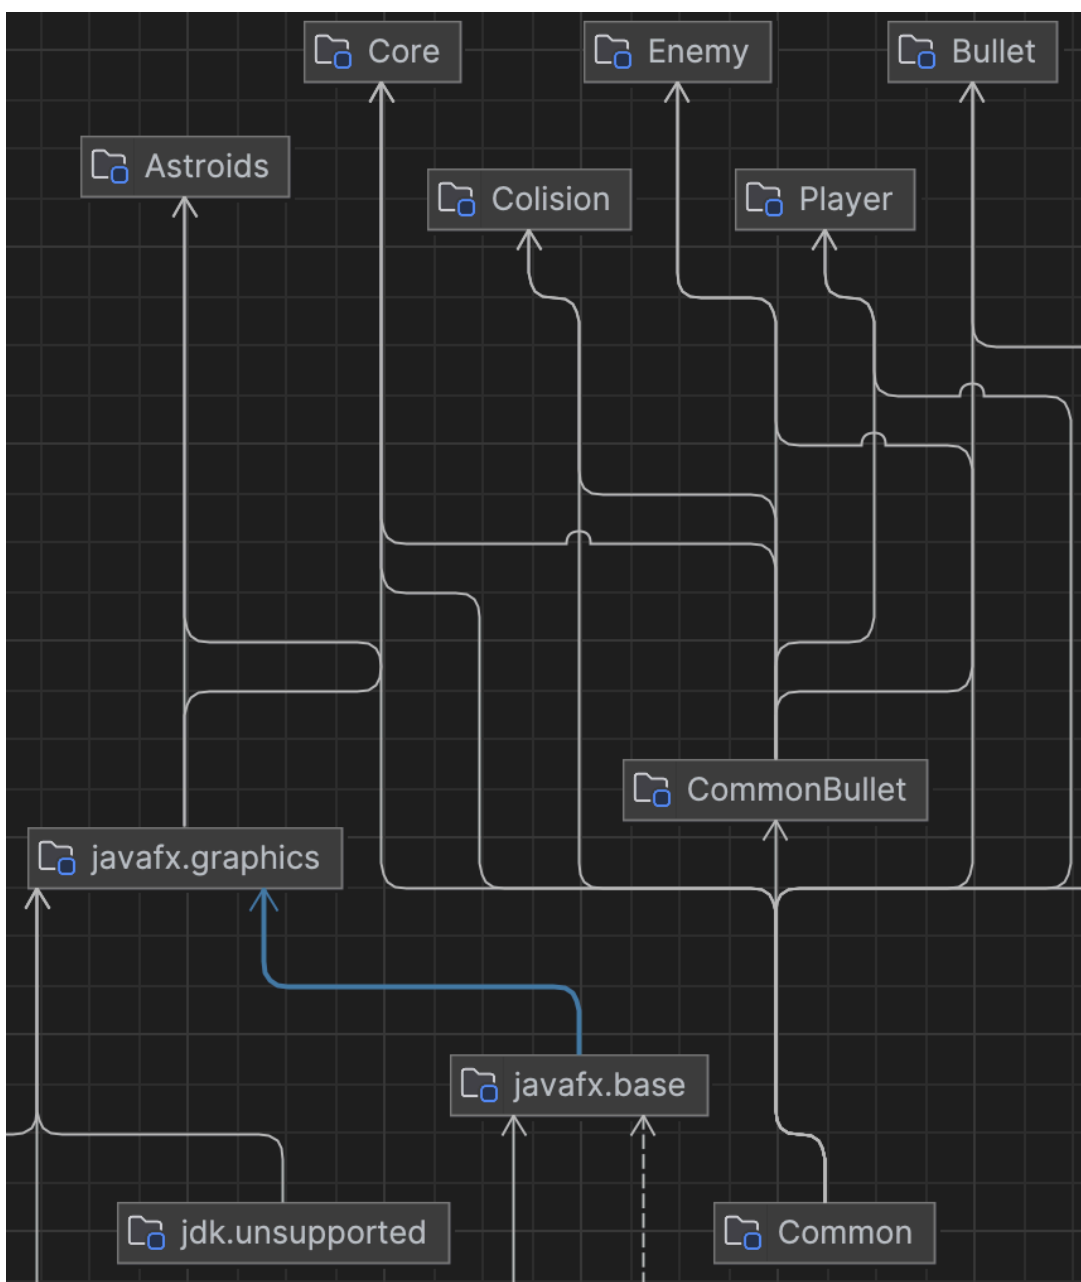 Core
Enemy
Bullet
Astroids
Colision
Player
CommonBullet
javafx.graphics
javafx.base
jdk.unsupported
Common